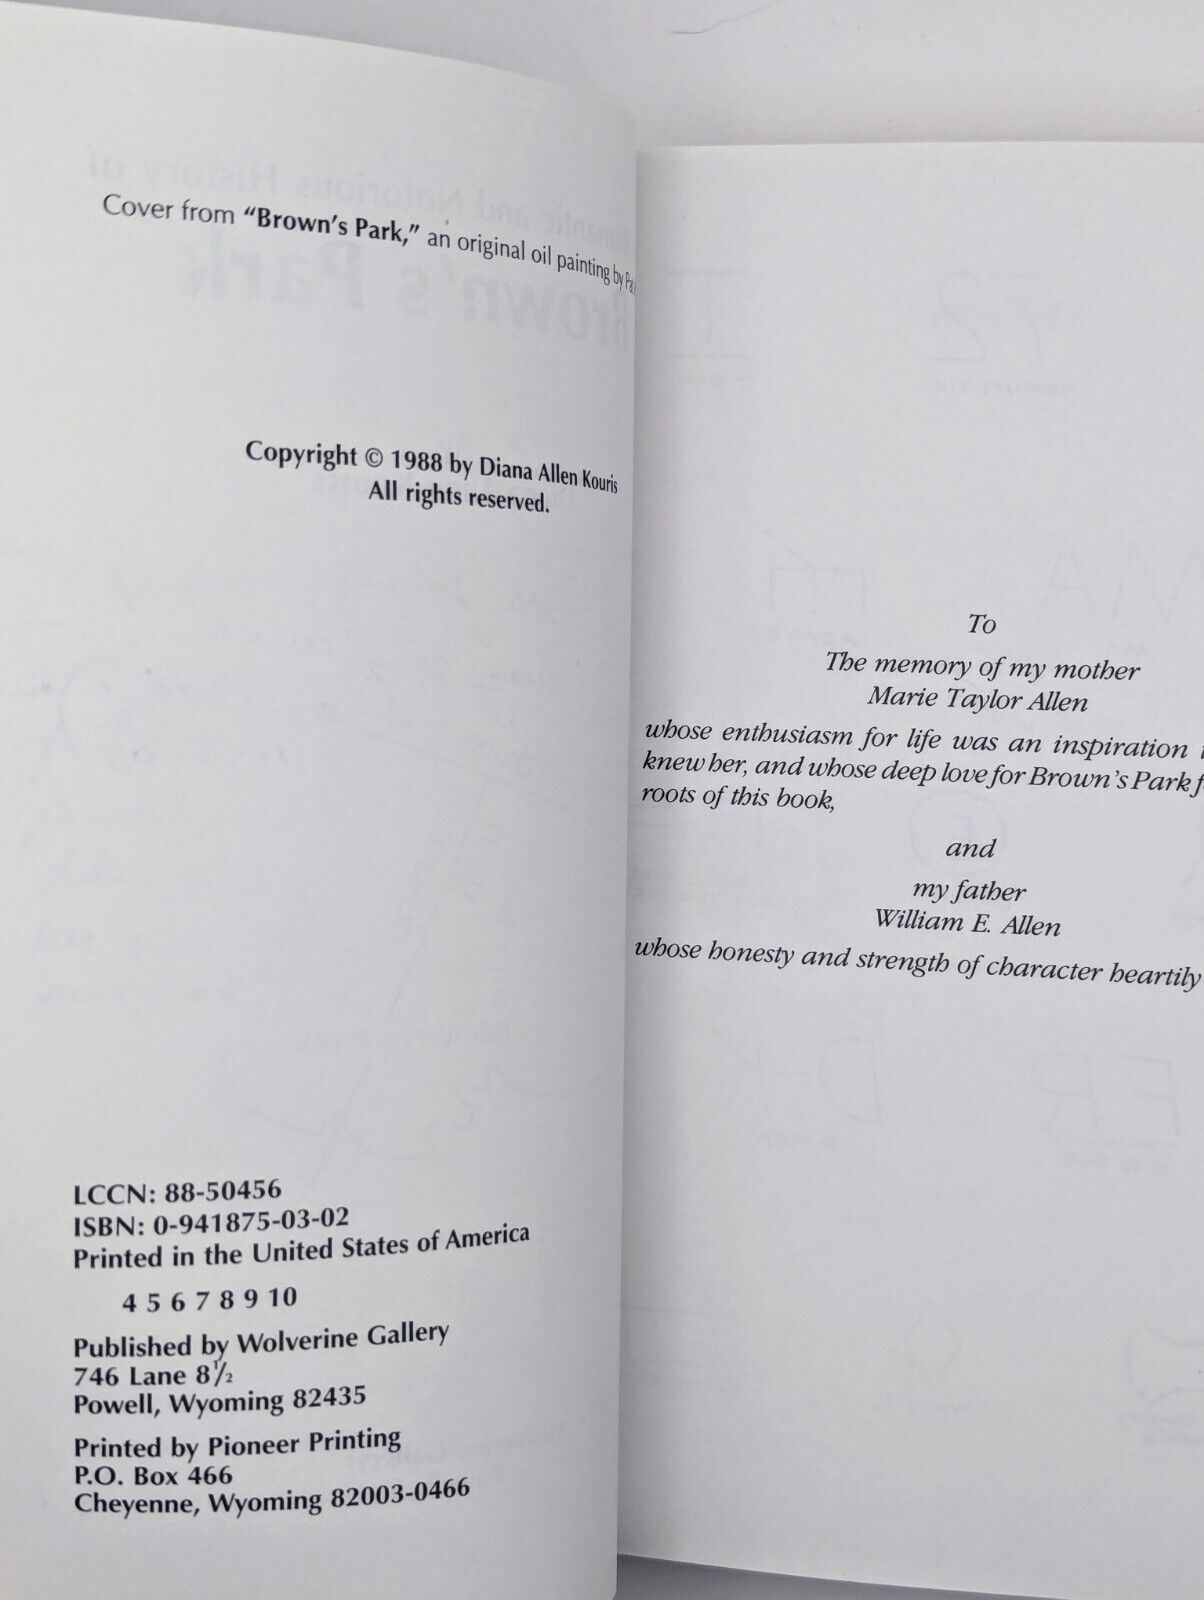 Cover from "Brown's Park," an original oil painting by
Copyright © 1988 by Diana Allen Kouris
All rights reserved.
LCCN: 88-50456
ISBN: 0-941875-03-02
Printed in the United States of America
4 5 6 7 8 9 10
Published by Wolverine Gallery
746 Lane 8½
Powell, Wyoming 82435
Printed by Pioneer Printing
P.O. Box 466
Cheyenne, Wyoming 82003-0466
To
The memory of my mother
Marie Taylor Allen
whose enthusiasm for life was an inspiration
knew her, and whose deep love for Brown's Park
roots of this book,
and
my father
William E. Allen
whose honesty and strength of character heartily